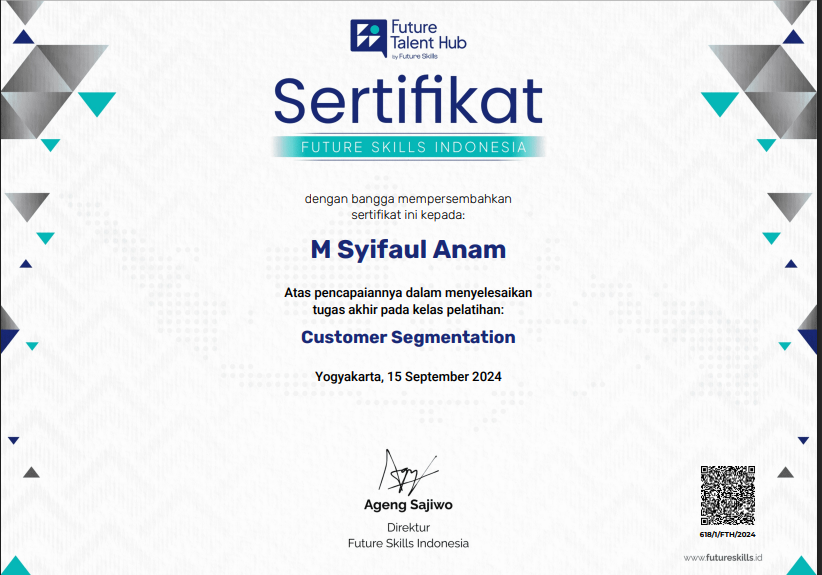 Future
Talent Hub
by Future Skills
Sertifikat
FUTURE SKILLS INDONESIA
dengan bangga mempersembahkan
sertifikat ini kepada:
M Syifaul Anam
Atas pencapaiannya dalam menyelesaikan
tugas akhir pada kelas pelatihan:
Customer Segmentation
Yogyakarta, 15 September 2024
Ageng Sajiwo
Direktur
Future Skills Indonesia
618/1/FTH/2024
www.futureskills.id